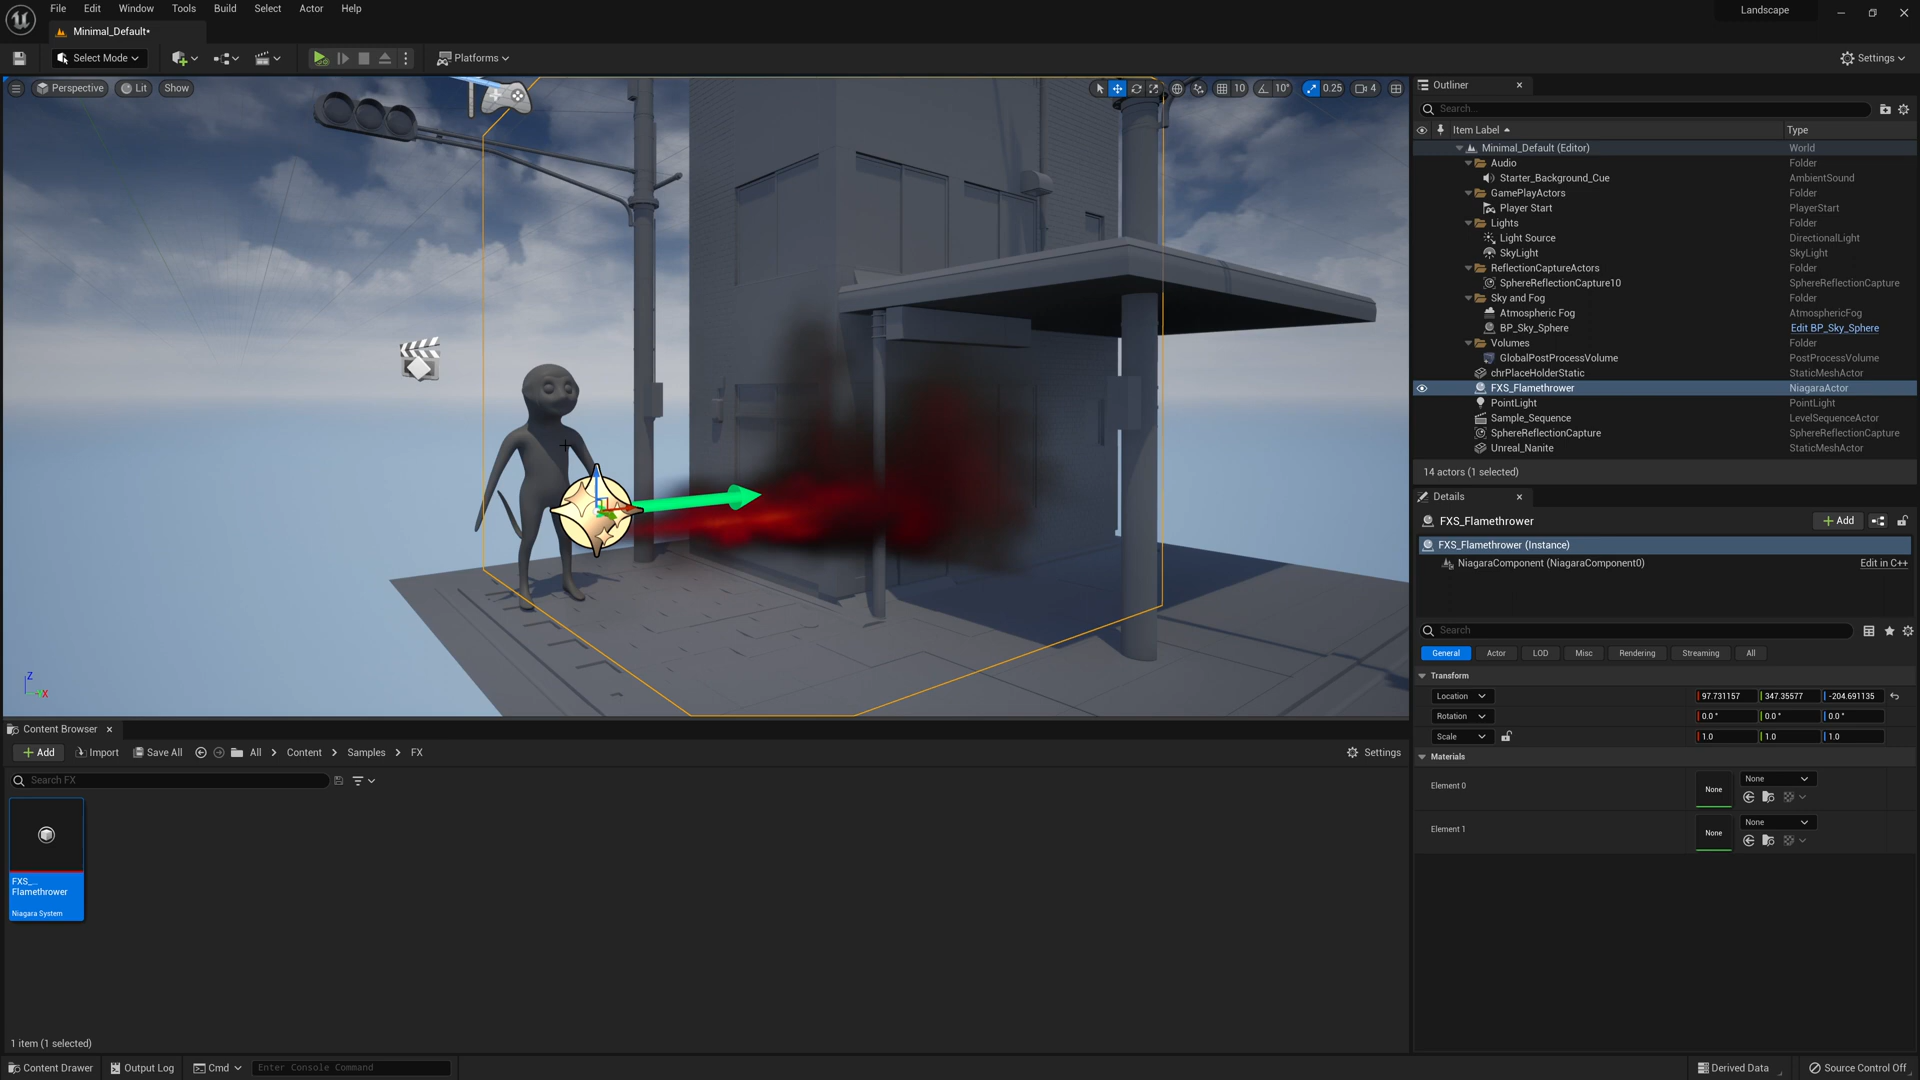 File Edit Window Tools Build Select Actor Help
Landscape
Minimal_Default*
Select Mode
Platforms
Settings
Perspective Lit Show
10 10° 0.25 4
Z
X
Outliner
Search...
Item Label Type
Minimal_Default (Editor) World
Audio Folder
Starter_Background_Cue AmbientSound
GamePlayActors Folder
Player Start PlayerStart
Lights Folder
Light Source DirectionalLight
SkyLight SkyLight
ReflectionCaptureActors Folder
SphereReflectionCapture10 SphereReflectionCapture
Sky and Fog Folder
Atmospheric Fog AtmosphericFog
BP_Sky_Sphere Edit BP_Sky_Sphere
Volumes Folder
GlobalPostProcessVolume PostProcessVolume
chrPlaceHolderStatic StaticMeshActor
FXS_Flamethrower NiagaraActor
PointLight PointLight
Sample_Sequence LevelSequenceActor
SphereReflectionCapture SphereReflectionCapture
Unreal_Nanite StaticMeshActor
14 actors (1 selected)
Details
FXS_Flamethrower
Add
FXS_Flamethrower (Instance)
NiagaraComponent (NiagaraComponent0) Edit in C++
Search
General Actor LOD Misc Rendering Streaming All
Transform
Location 97.731157 347.35577 -204.691135
Rotation 0.0 ° 0.0 ° 0.0 °
Scale 1.0 1.0 1.0
Materials
Element 0 None None
Element 1 None None
Content Browser
Add Import Save All All Content Samples FX Settings
Search FX
FXS_...
Flamethrower
Niagara System
1 item (1 selected)
Content Drawer Output Log Cmd Enter Console Command
Derived Data Source Control Off